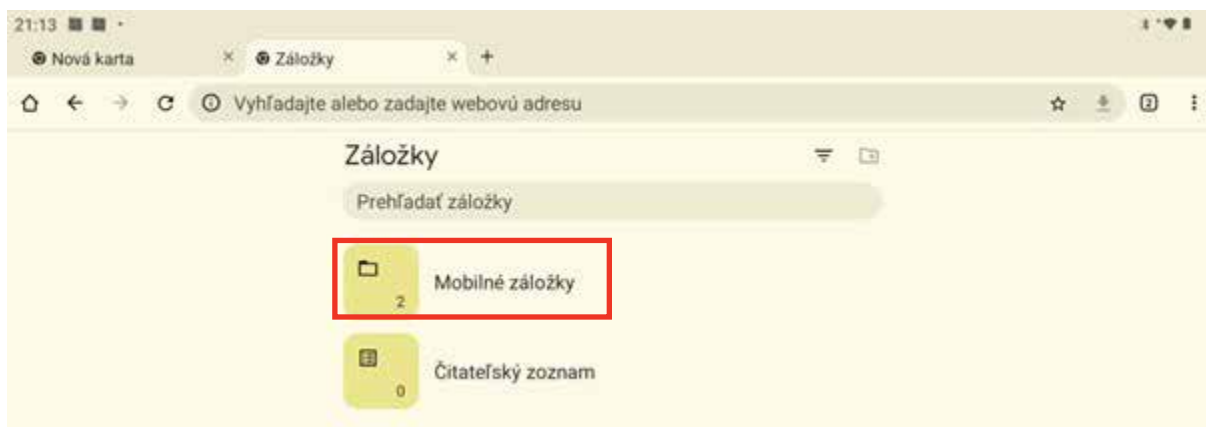 21:13
Nová karta × Záložky × +
Vyhľadajte alebo zadajte webovú adresu 2
Záložky
Prehľadať záložky
2 Mobilné záložky
0 Čitateľský zoznam